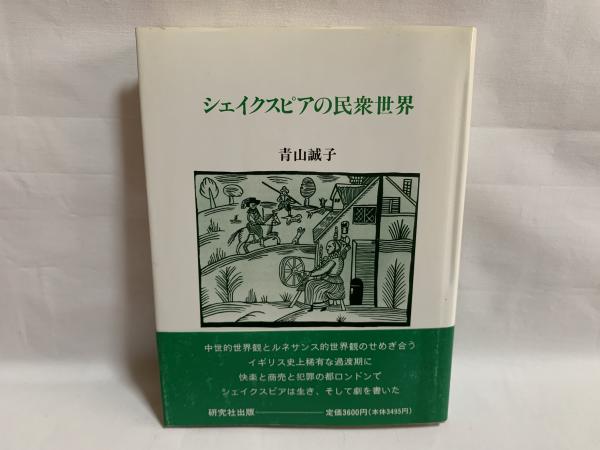 シェイクスピアの民衆世界
青山誠子
中世的世界観とルネサンス的世界観のせめぎ合う
イギリス史上稀有な過渡期に
快楽と商売と犯罪の都ロンドンで
シェイクスピアは生き、そして劇を書いた
研究社出版────定価3600円(本体3495円)